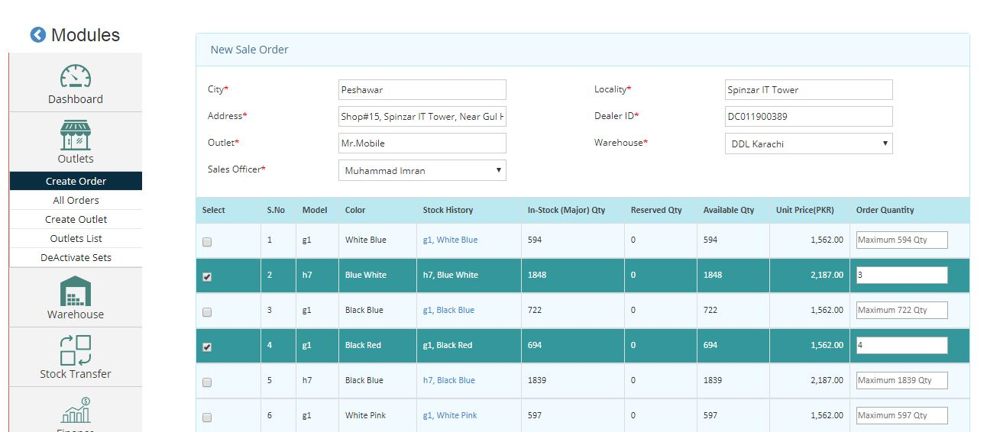 Modules
Dashboard
Outlets
Create Order
All Orders
Create Outlet
Outlets List
DeActivate Sets
Warehouse
Stock Transfer
New Sale Order
City* Peshawar Locality* Spinzar IT Tower
Address* Shop#15, Spinzar IT Tower, Near Gul Dealer ID* DC011900389
Outlet* Mr.Mobile Warehouse* DDL Karachi
Sales Officer* Muhammad Imran
Select S.No Model Color Stock History In-Stock (Major) Qty Reserved Qty Available Qty Unit Price(PKR) Order Quantity
1 g1 White Blue g1, White Blue 594 0 594 1,562.00 Maximum 594 Qty
2 h7 Blue White h7, Blue White 1848 0 1848 2,187.00 3
3 g1 Black Blue g1, Black Blue 722 0 722 1,562.00 Maximum 722 Qty
4 g1 Black Red g1, Black Red 694 0 694 1,562.00 4
5 h7 Black Blue h7, Black Blue 1839 0 1839 2,187.00 Maximum 1839 Qty
6 g1 White Pink g1, White Pink 597 0 597 1,562.00 Maximum 597 Qty